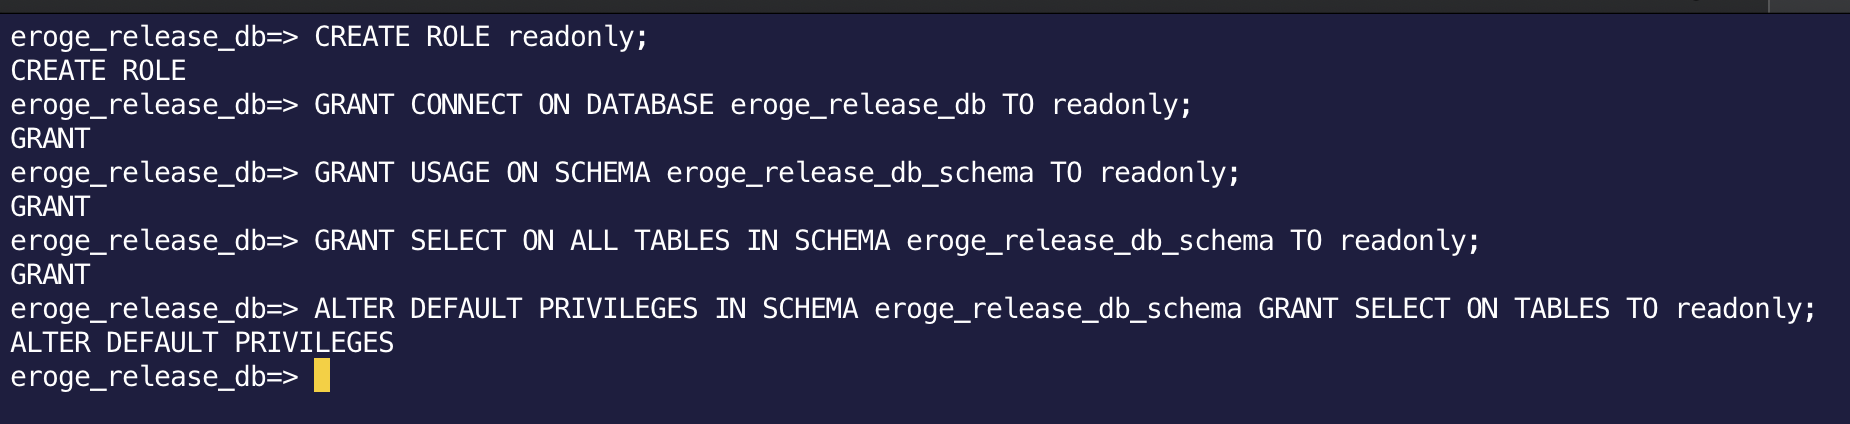 eroge_release_db=> CREATE ROLE readonly;
CREATE ROLE
eroge_release_db=> GRANT CONNECT ON DATABASE eroge_release_db TO readonly;
GRANT
eroge_release_db=> GRANT USAGE ON SCHEMA eroge_release_db_schema TO readonly;
GRANT
eroge_release_db=> GRANT SELECT ON ALL TABLES IN SCHEMA eroge_release_db_schema TO readonly;
GRANT
eroge_release_db=> ALTER DEFAULT PRIVILEGES IN SCHEMA eroge_release_db_schema GRANT SELECT ON TABLES TO readonly;
ALTER DEFAULT PRIVILEGES
eroge_release_db=>